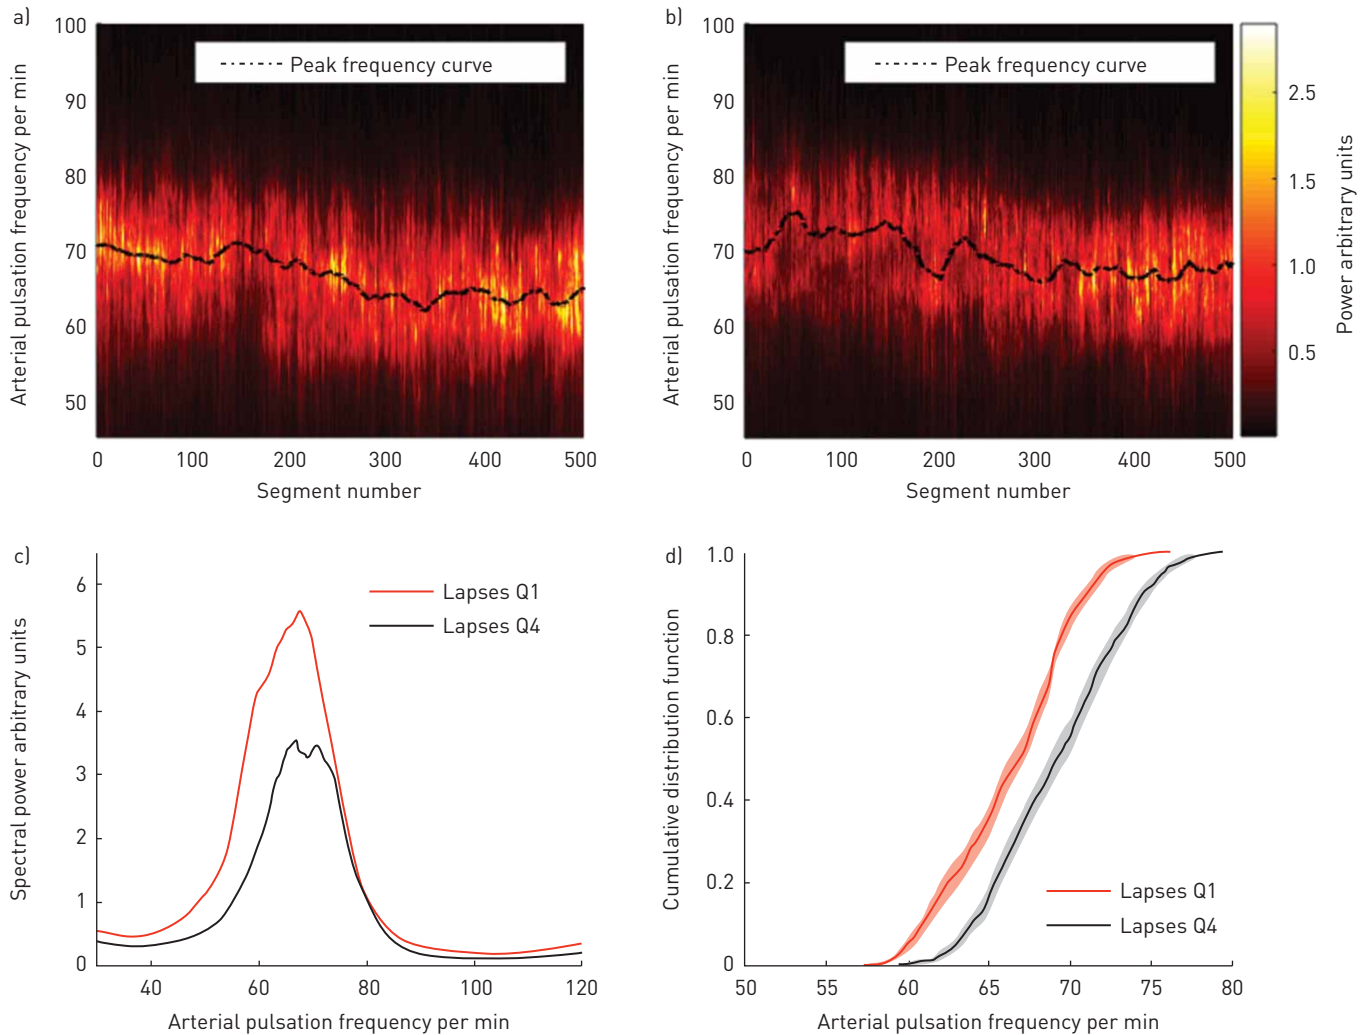 a)
100
90
80
70
60
50
Arterial pulsation frequency per min
Peak frequency curve
0 100 200 300 400 500
Segment number
b)
100
90
80
70
60
50
Arterial pulsation frequency per min
Peak frequency curve
0 100 200 300 400 500
Segment number
2.5
1.5
1.0
0.5
Power arbitrary units
c)
6
5
4
3
2
1
0
Spectral power arbitrary units
Lapses Q1
Lapses Q4
40 60 80 100 120
Arterial pulsation frequency per min
d)
1.0
0.8
0.6
0.4
0.2
0
Cumulative distribution function
Lapses Q1
Lapses Q4
50 55 60 65 70 75 80
Arterial pulsation frequency per min